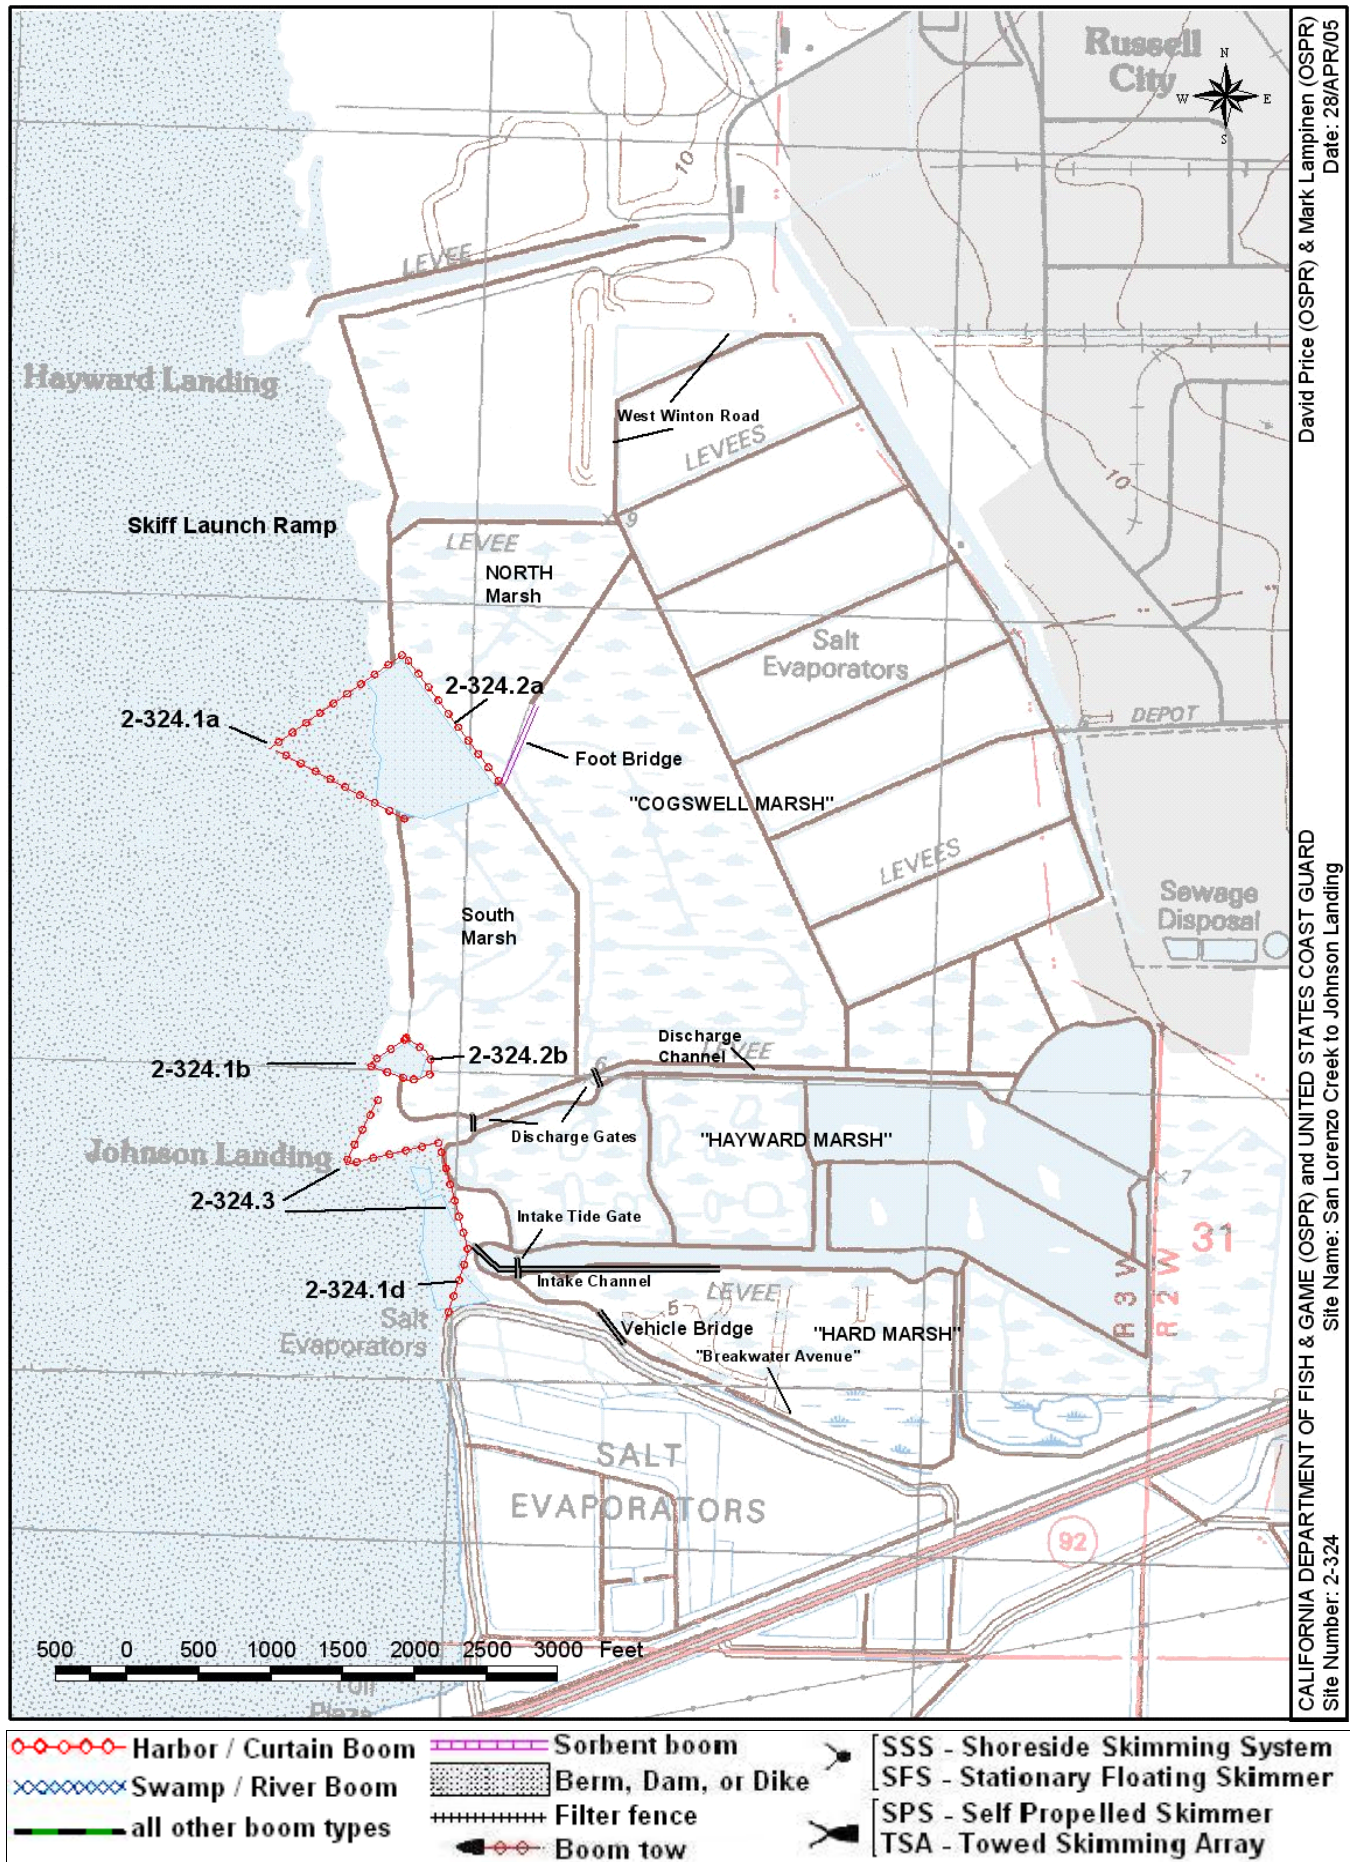 Russell
City
N
W E
S
10
LEVEE
Hayward Landing
West Winton Road
LEVEES
10
Skiff Launch Ramp
9
LEVEE
NORTH
Marsh
Salt
Evaporators
2-324.2a
2-324.1a
DEPOT
Foot Bridge
"COGSWELL MARSH"
LEVEES
Sewage
Disposal
South
Marsh
Discharge
Channel
LEVEE
2-324.1b
2-324.2b
6
Discharge Gates
"HAYWARD MARSH"
Johnson Landing
7
2-324.3
Intake Tide Gate
31
Intake Channel
2-324.1d
LEVEE
R 3 W
R 2 W
Salt
Evaporators
5
Vehicle Bridge
"HARD MARSH"
"Breakwater Avenue"
SALT
EVAPORATORS
92
500 0 500 1000 1500 2000 2500 3000 Feet
Toll
Plaza
David Price (OSPR) & Mark Lampinen (OSPR)
Date: 28/APR/05
CALIFORNIA DEPARTMENT OF FISH & GAME (OSPR) and UNITED STATES COAST GUARD
Site Number: 2-324 Site Name: San Lorenzo Creek to Johnson Landing
Harbor / Curtain Boom
Swamp / River Boom
all other boom types
Sorbent boom
Berm, Dam, or Dike
Filter fence
Boom tow
SSS - Shoreside Skimming System
SFS - Stationary Floating Skimmer
SPS - Self Propelled Skimmer
TSA - Towed Skimming Array